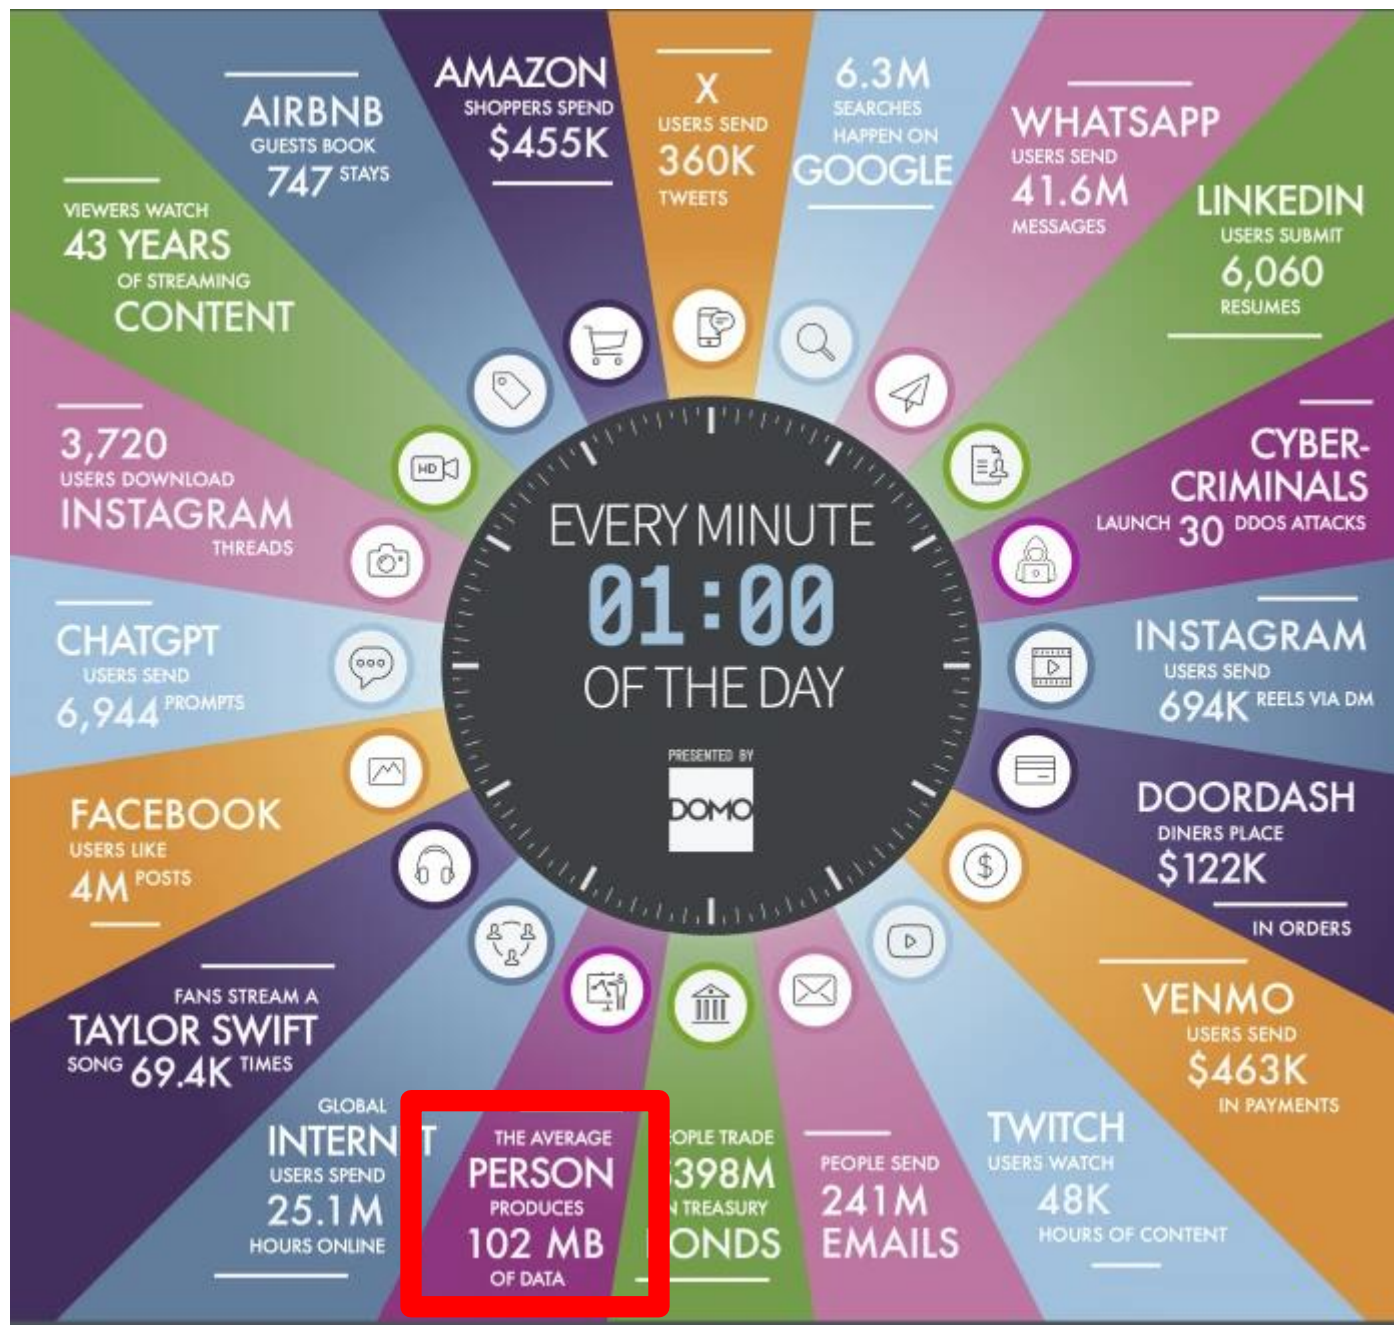 AIRBNB
GUESTS BOOK
747 STAYS
AMAZON
SHOPPERS SPEND
$455K
X
USERS SEND
360K
TWEETS
6.3M
SEARCHES
HAPPEN ON
GOOGLE
WHATSAPP
USERS SEND
41.6M
MESSAGES
LINKEDIN
USERS SUBMIT
6,060
RESUMES
CYBER-
CRIMINALS
LAUNCH 30 DDOS ATTACKS
INSTAGRAM
USERS SEND
694K REELS VIA DM
DOORDASH
DINERS PLACE
$122K
IN ORDERS
VENMO
USERS SEND
$463K
IN PAYMENTS
TWITCH
USERS WATCH
48K
HOURS OF CONTENT
PEOPLE SEND
241M
EMAILS
TRADE
398M
TREASURY
THE AVERAGE
PERSON
PRODUCES
102 MB
OF DATA
GLOBAL
USERS SPEND
25.1M
HOURS ONLINE
FANS STREAM A
TAYLOR SWIFT
SONG 69.4K TIMES
FACEBOOK
USERS LIKE
4M POSTS
CHATGPT
USERS SEND
6,944 PROMPTS
3,720
USERS DOWNLOAD
INSTAGRAM
THREADS
VIEWERS WATCH
43 YEARS
OF STREAMING
CONTENT
HD
EVERY MINUTE
01:00
OF THE DAY
PRESENTED BY
DOMO